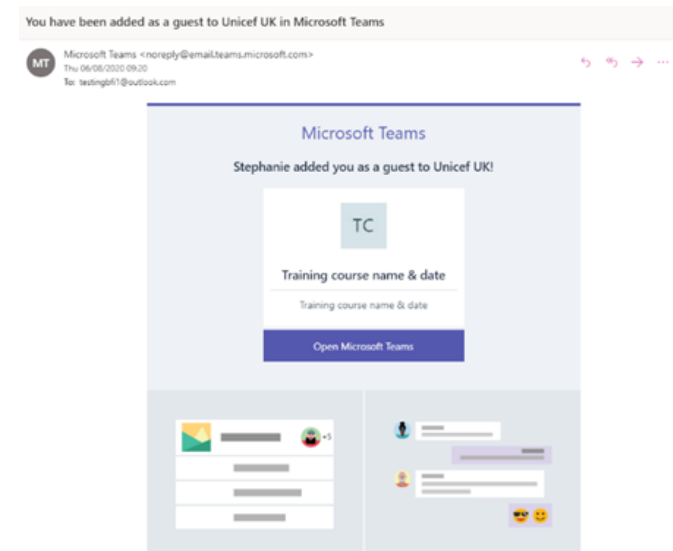 You have been added as a guest to Unicef UK in Microsoft Teams
MT
Microsoft Teams <noreply@email.teams.microsoft.com>
Thu 06/08/2020 09:20
To: testingbfi1@outlook.com
Microsoft Teams
Stephanie added you as a guest to Unicef UK!
TC
Training course name & date
Training course name & date
Open Microsoft Teams
+5